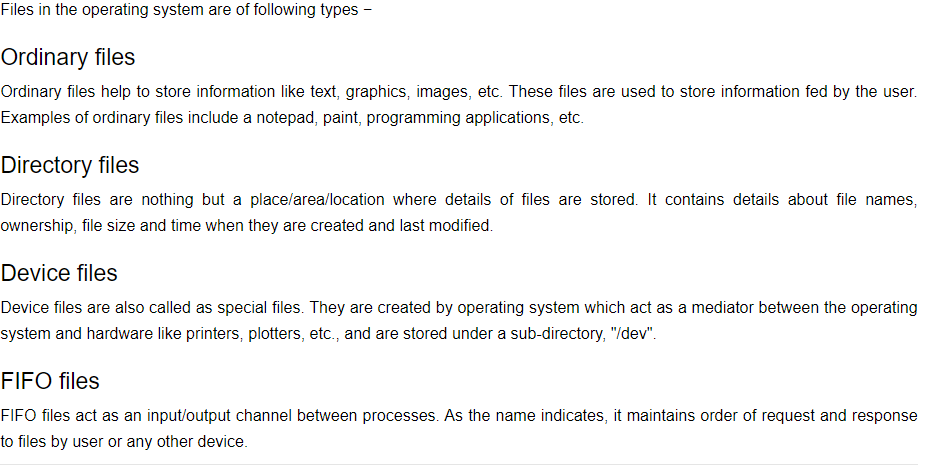 Files in the operating system are of following types −
Ordinary files
Ordinary files help to store information like text, graphics, images, etc. These files are used to store information fed by the user.
Examples of ordinary files include a notepad, paint, programming applications, etc.
Directory files
Directory files are nothing but a place/area/location where details of files are stored. It contains details about file names,
ownership, file size and time when they are created and last modified.
Device files
Device files are also called as special files. They are created by operating system which act as a mediator between the operating
system and hardware like printers, plotters, etc., and are stored under a sub-directory, "/dev".
FIFO files
FIFO files act as an input/output channel between processes. As the name indicates, it maintains order of request and response
to files by user or any other device.